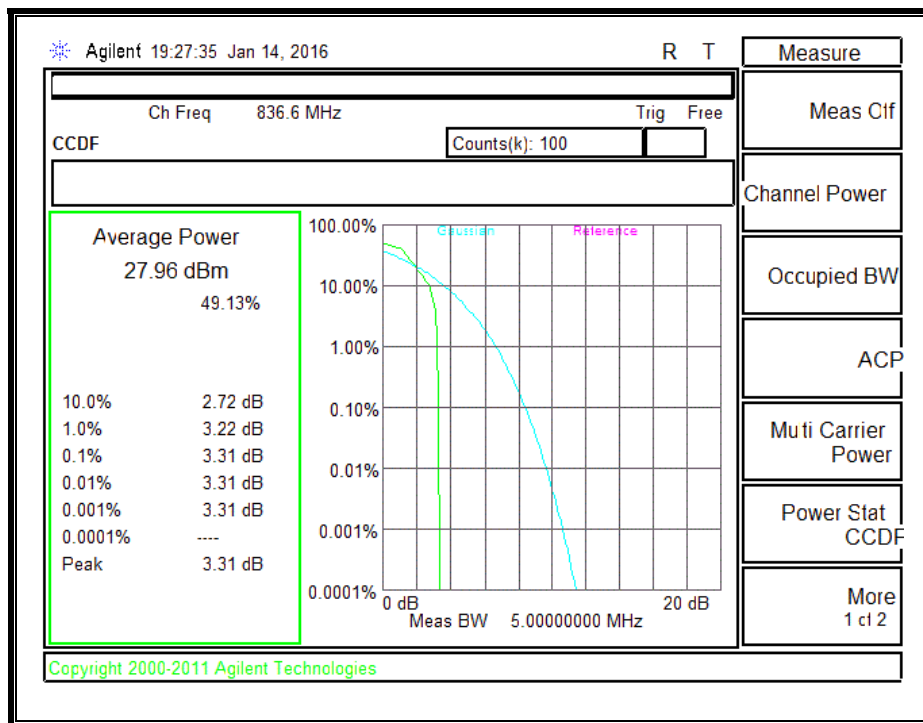 Agilent 19:27:35 Jan 14, 2016
R T
Ch Freq 836.6 MHz
Trig Free
CCDF
Counts(k): 100
Average Power
27.96 dBm
49.13%
10.0% 2.72 dB
1.0% 3.22 dB
0.1% 3.31 dB
0.01% 3.31 dB
0.001% 3.31 dB
0.0001% ----
Peak 3.31 dB
Gaussian
Reference
100.00%
10.00%
1.00%
0.10%
0.01%
0.001%
0.0001%
0 dB
20 dB
Meas BW 5.00000000 MHz
Measure
Meas Off
Channel Power
Occupied BW
ACP
Multi Carrier
Power
Power Stat
CCDF
More
1 of 2
Copyright 2000-2011 Agilent Technologies